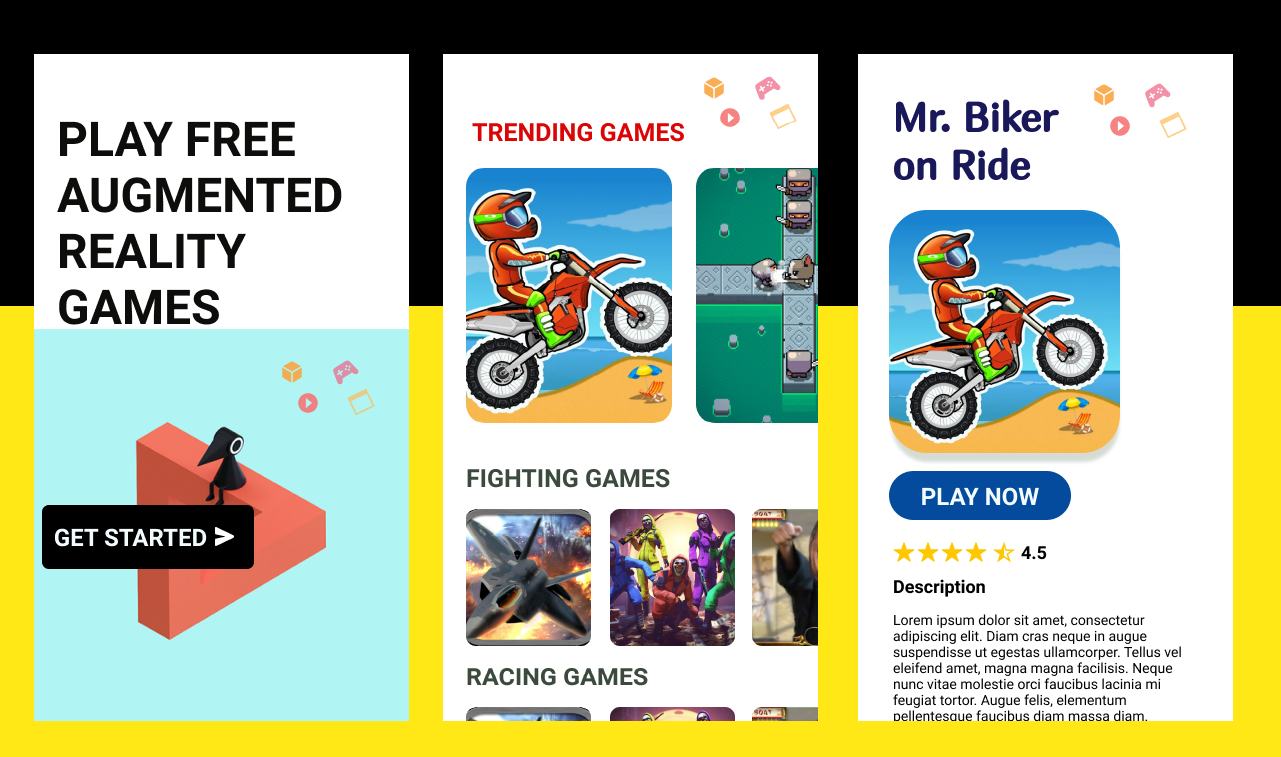 PLAY FREE
AUGMENTED
REALITY
GAMES
GET STARTED
TRENDING GAMES
FIGHTING GAMES
RACING GAMES
Mr. Biker
on Ride
PLAY NOW
4.5
Description
Lorem ipsum dolor sit amet, consectetur
adipiscing elit. Diam cras neque in augue
suspendisse ut egestas ullamcorper. Tellus vel
eleifend amet, magna magna facilisis. Neque
nunc vitae molestie orci faucibus lacinia mi
feugiat tortor. Augue felis, elementum
pellentesque faucibus diam massa diam.